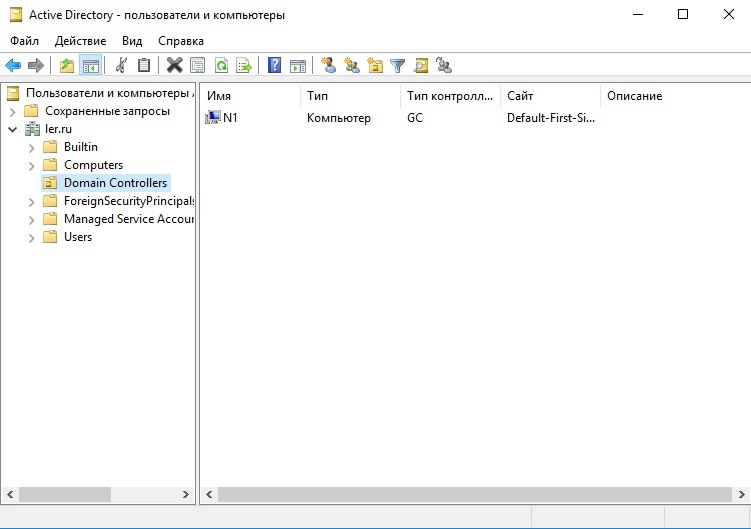 Active Directory - пользователи и компьютеры
Файл Действие Вид Справка
Пользователи и компьютеры
Сохраненные запросы
ler.ru
Builtin
Computers
Domain Controllers
ForeignSecurityPrincipals
Managed Service Accour
Users
Имя Тип Тип контролл... Сайт Описание
N1 Компьютер GC Default-First-Si...